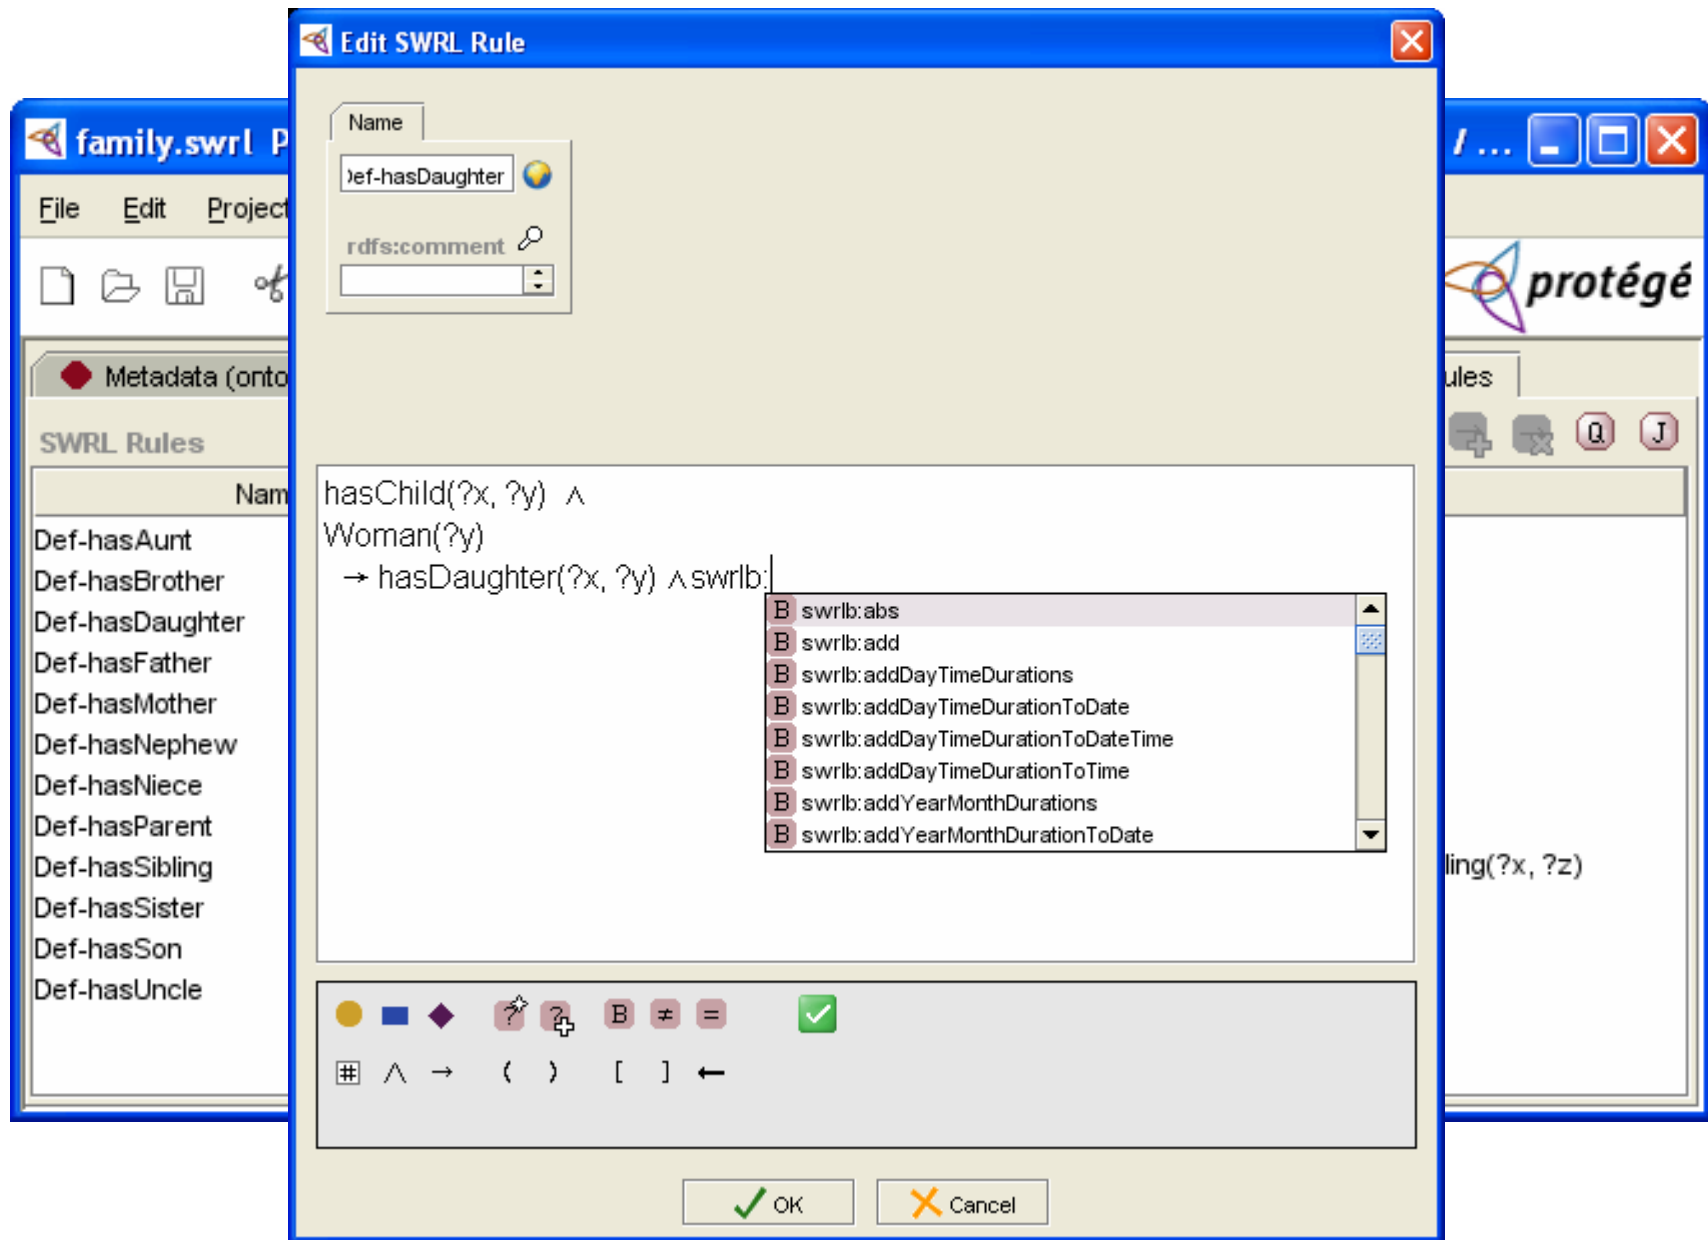 Edit SWRL Rule
Name
Def-hasDaughter
rdfs:comment
family.swrl P
/ ...
File Edit Project
protégé
Metadata (onto
ules
SWRL Rules
Q J
Nam
Def-hasAunt
Def-hasBrother
Def-hasDaughter
Def-hasFather
Def-hasMother
Def-hasNephew
Def-hasNiece
Def-hasParent
Def-hasSibling
Def-hasSister
Def-hasSon
Def-hasUncle
ling(?x, ?z)
hasChild(?x, ?y) ∧
Woman(?y)
→ hasDaughter(?x, ?y) ∧swrlb:
B swrlb:abs
B swrlb:add
B swrlb:addDayTimeDurations
B swrlb:addDayTimeDurationToDate
B swrlb:addDayTimeDurationToDateTime
B swrlb:addDayTimeDurationToTime
B swrlb:addYearMonthDurations
B swrlb:addYearMonthDurationToDate
? ? B ≠ =
# ∧ → ( ) [ ] ←
OK Cancel